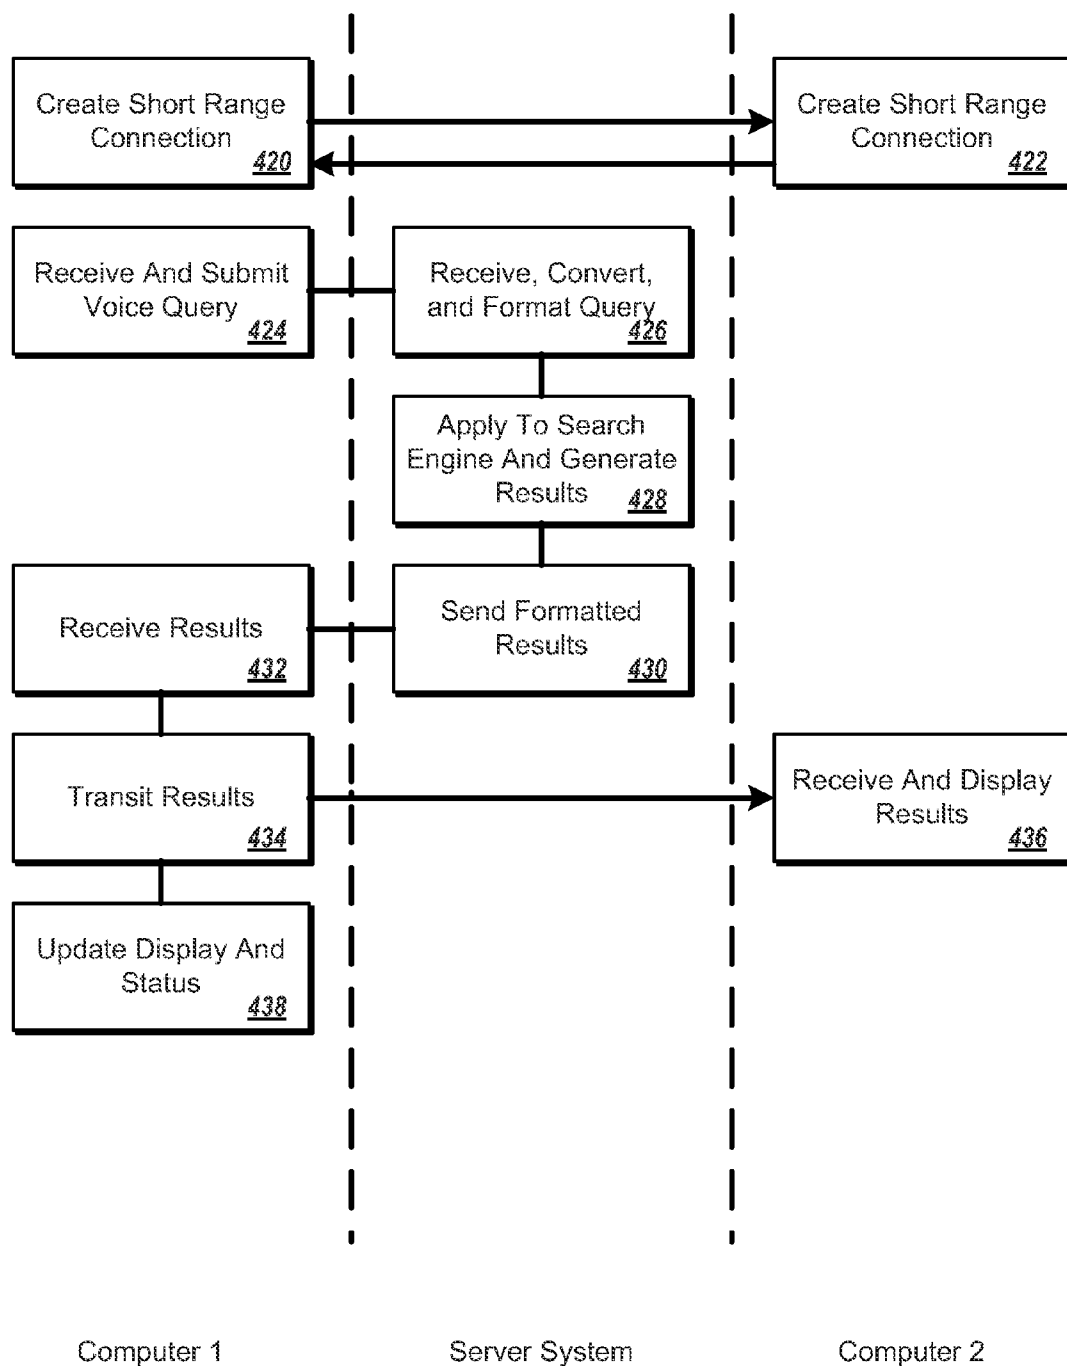 Create Short Range
Connection
420
Create Short Range
Connection
422
Receive And Submit
Voice Query
424
Receive, Convert,
and Format Query
426
Apply To Search
Engine And Generate
Results
428
Receive Results
432
Send Formatted
Results
430
Transit Results
434
Receive And Display
Results
436
Update Display And
Status
438
Computer 1
Server System
Computer 2